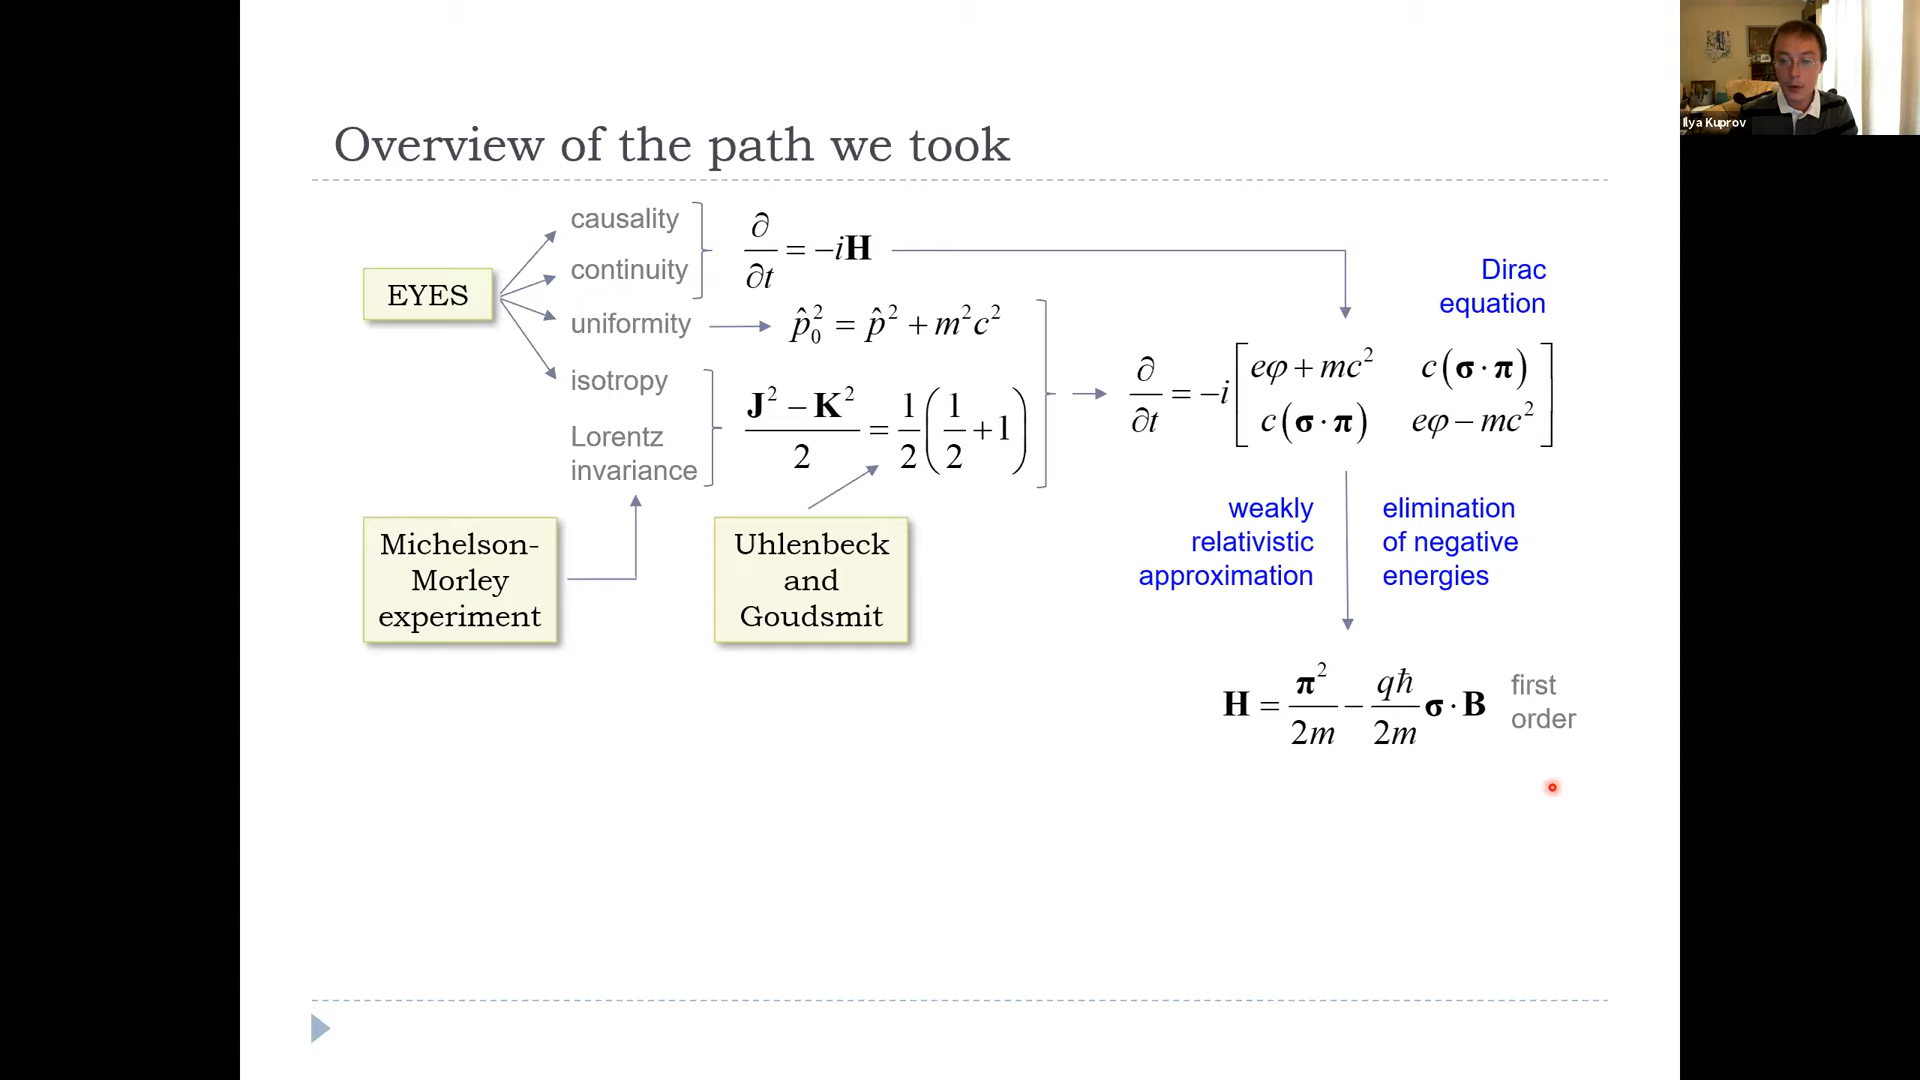 Ilya Kuprov
Overview of the path we took
EYES
causality
continuity
uniformity
isotropy
Lorentz
invariance
∂/∂t = −iH
p̂₀² = p̂² + m²c²
(J² − K²)/2 = 1/2 (1/2 + 1)
Michelson-
Morley
experiment
Uhlenbeck
and
Goudsmit
Dirac
equation
∂/∂t = −i [ eφ + mc²   c(σ · π)
c(σ · π)   eφ − mc² ]
weakly
relativistic
approximation
elimination
of negative
energies
H = π²/2m − qħ/2m σ · B
first
order